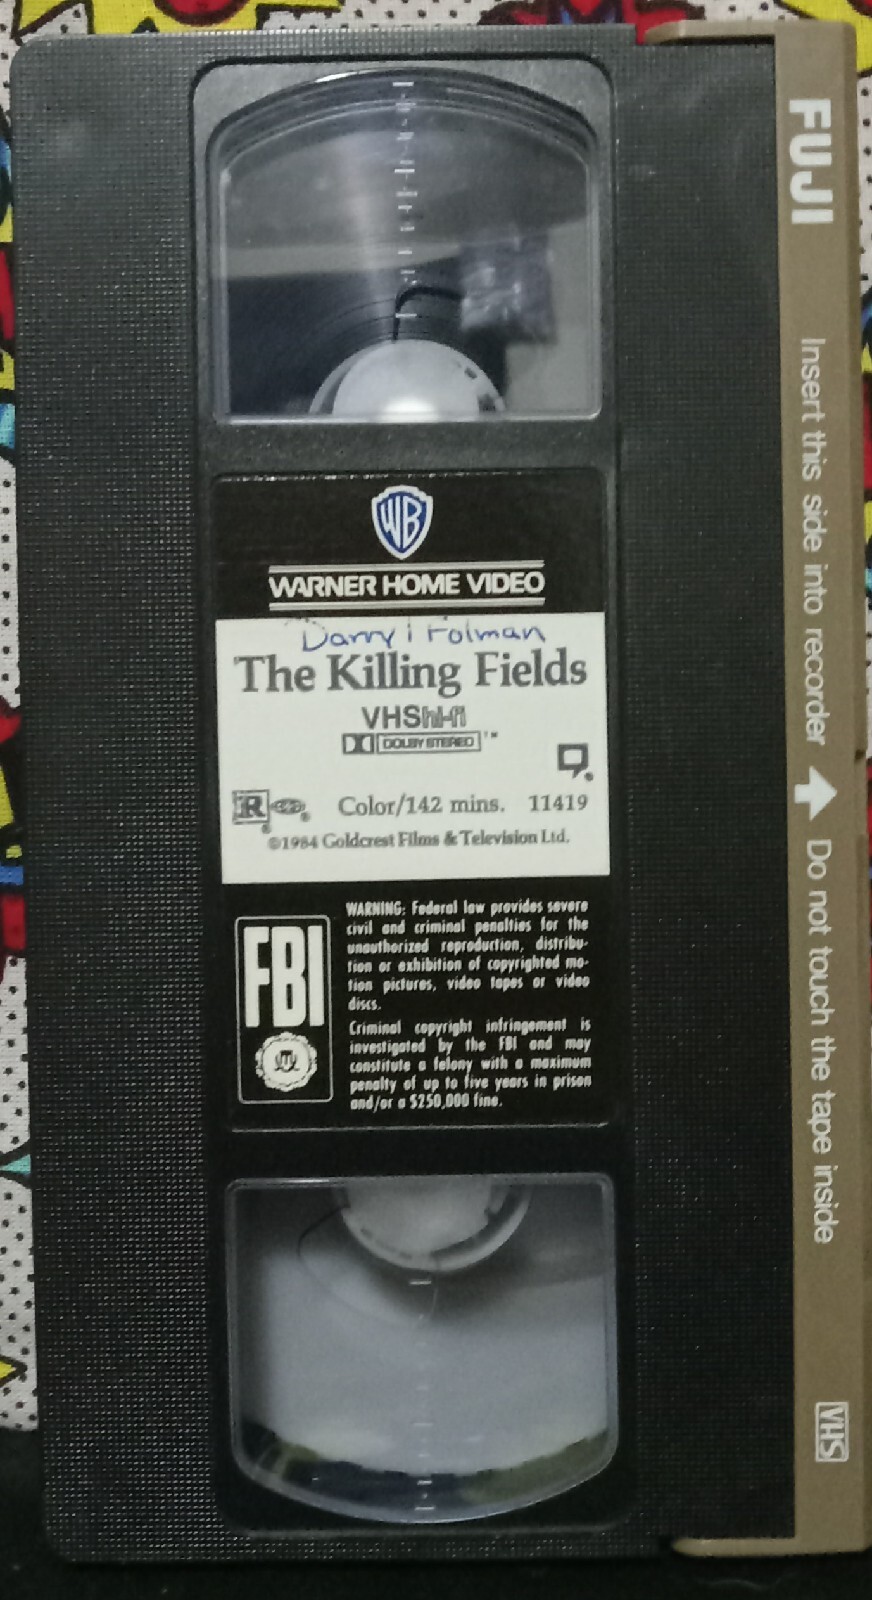 WB
WARNER HOME VIDEO
Darryl Folman
The Killing Fields
VHS hi-fi
DOLBY STEREO ™
R ® ®
Color/142 mins. 11419
©1984 Goldcrest Films & Television Ltd.
FBI
WARNING: Federal law provides severe
civil and criminal penalties for the
unauthorized reproduction, distribu-
tion or exhibition of copyrighted mo-
tion pictures, video tapes or video
discs.
Criminal copyright infringement is
investigated by the FBI and may
constitute a felony with a maximum
penalty of up to five years in prison
and/or a $250,000 fine.
FUJI
Insert this side into recorder Do not touch the tape inside
VHS